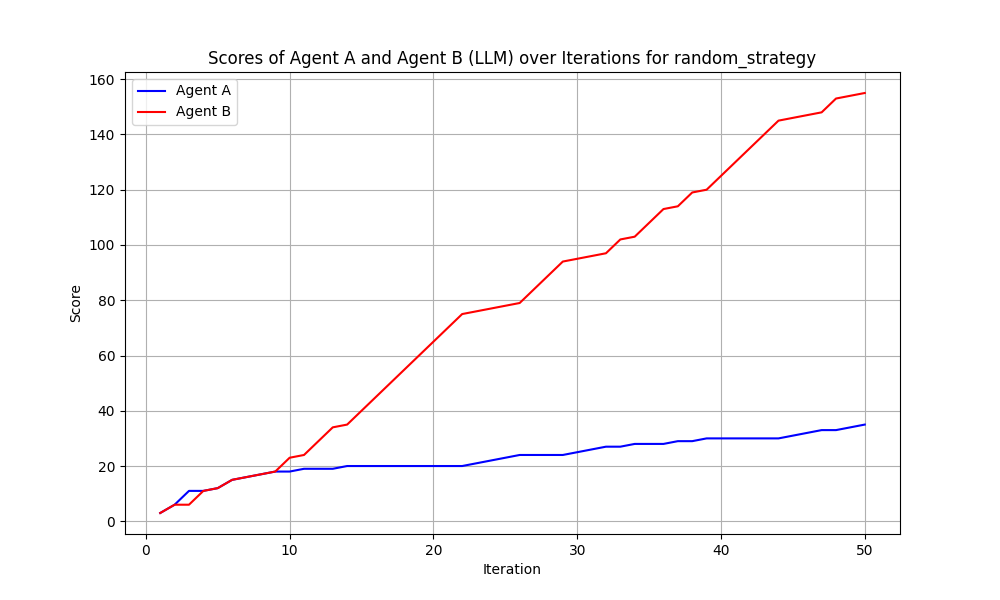 Scores of Agent A and Agent B (LLM) over Iterations for random_strategy
Agent A
Agent B
160
140
120
100
80
60
40
20
0
Score
0 10 20 30 40 50
Iteration